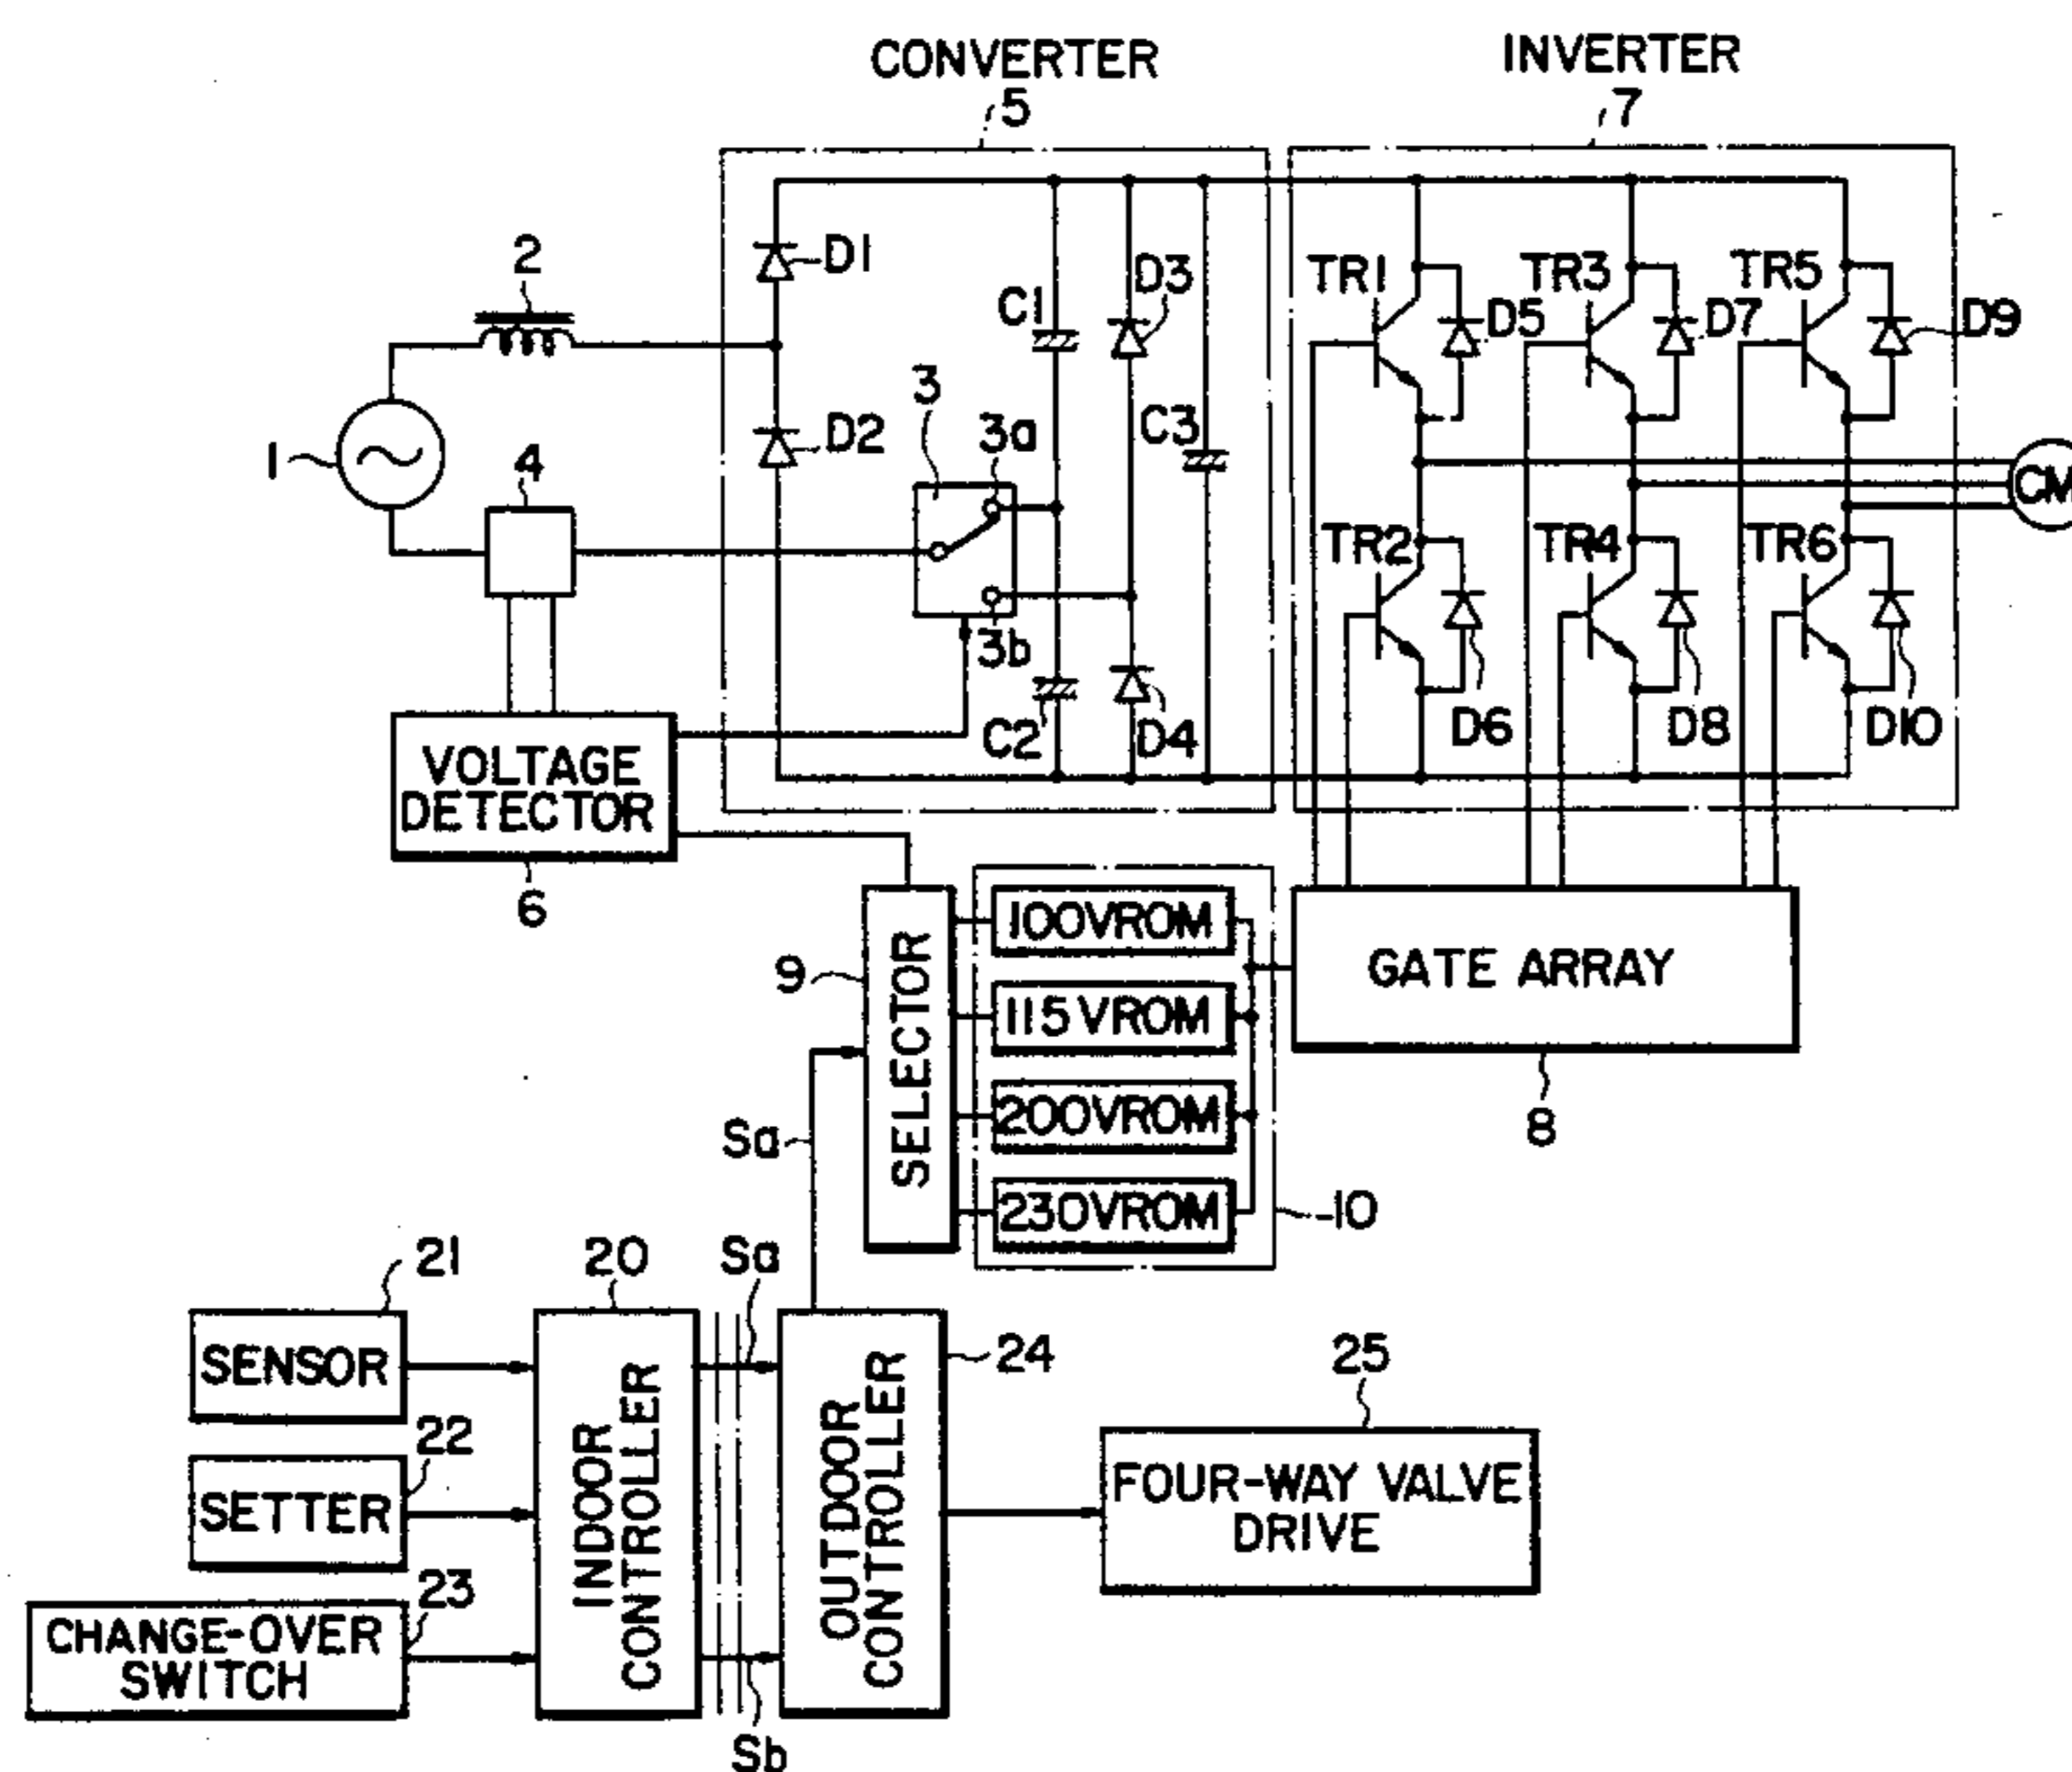 CONVERTER
5
INVERTER
7
D1
2
C1
D3
TR1
D5
TR3
D7
TR5
D9
3
3a
D2
C3
1
4
CM
TR2
TR4
TR6
3b
C2
D4
D6
D8
D10
VOLTAGE
DETECTOR
6
9
SELECTOR
100VROM
115VROM
200VROM
230VROM
10
GATE ARRAY
8
Sa
21
20
Sa
SENSOR
22
SETTER
23
CHANGE-OVER
SWITCH
INDOOR
CONTROLLER
OUTDOOR
CONTROLLER
24
25
FOUR-WAY VALVE
DRIVE
Sb